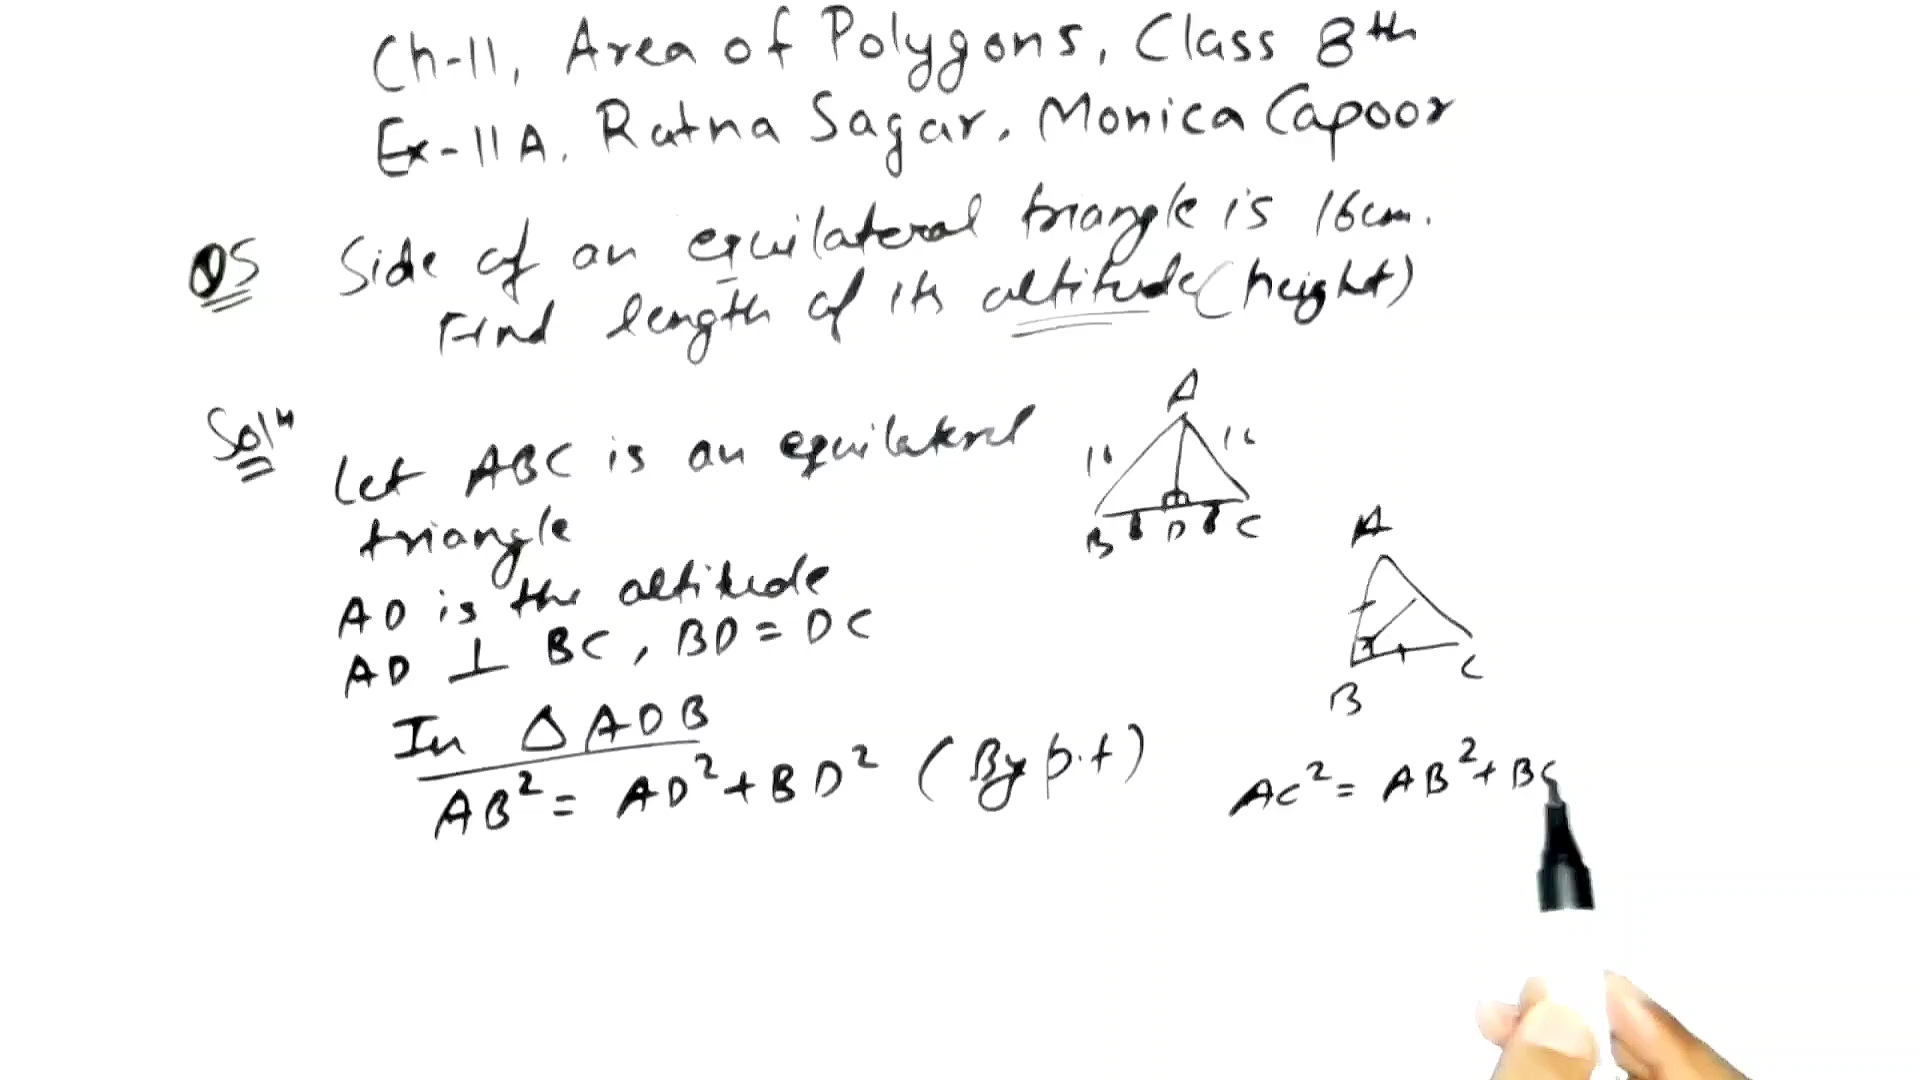 Ch-11, Area of Polygons, Class 8th
Ex-11A, Ratna Sagar, Monica Capoor
Q5 Side of an equilateral triangle is 16cm.
Find length of its altitude (height)
Soln
Let ABC is an equilateral
triangle
AD is the altitude
AD ⊥ BC, BD = DC
In △ ADB
AB² = AD² + BD² (By p.t)
A
16 16
B D C
A
B C
AC² = AB² + BC